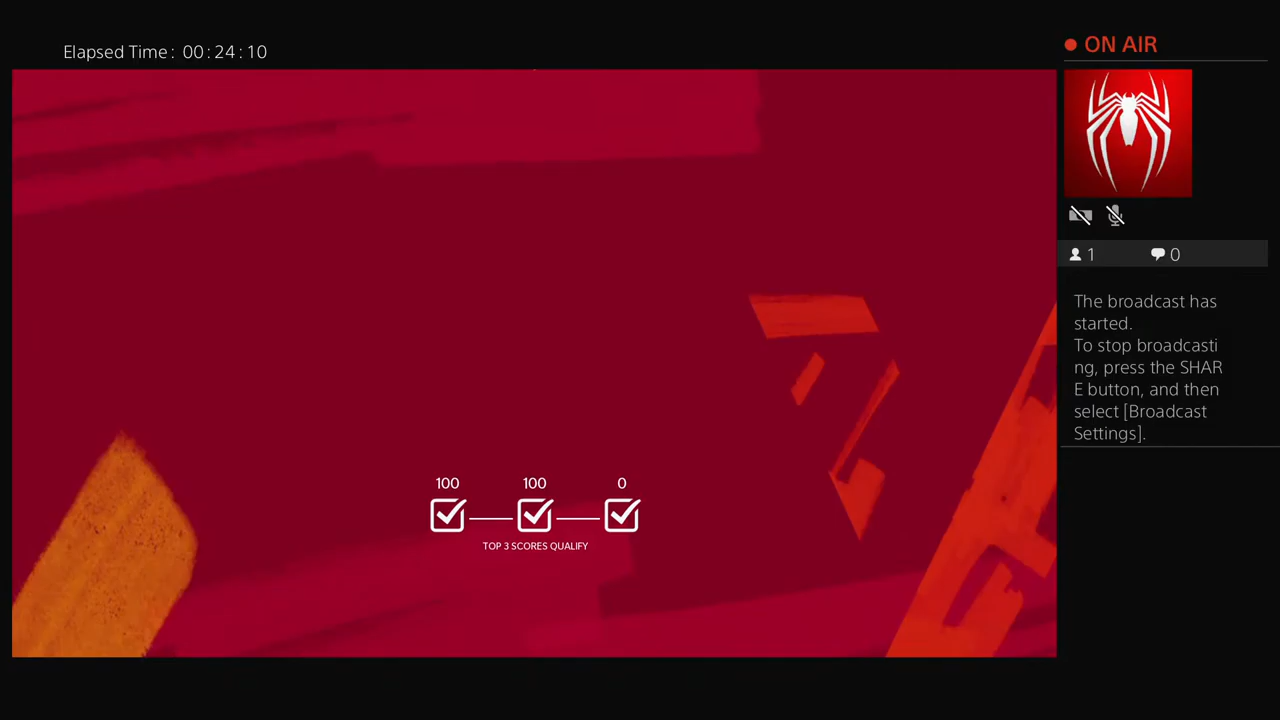 Elapsed Time: 00:24:10
ON AIR
1 0
The broadcast has
started.
To stop broadcasti
ng, press the SHAR
E button, and then
select [Broadcast
Settings].
100 100 0
TOP 3 SCORES QUALIFY